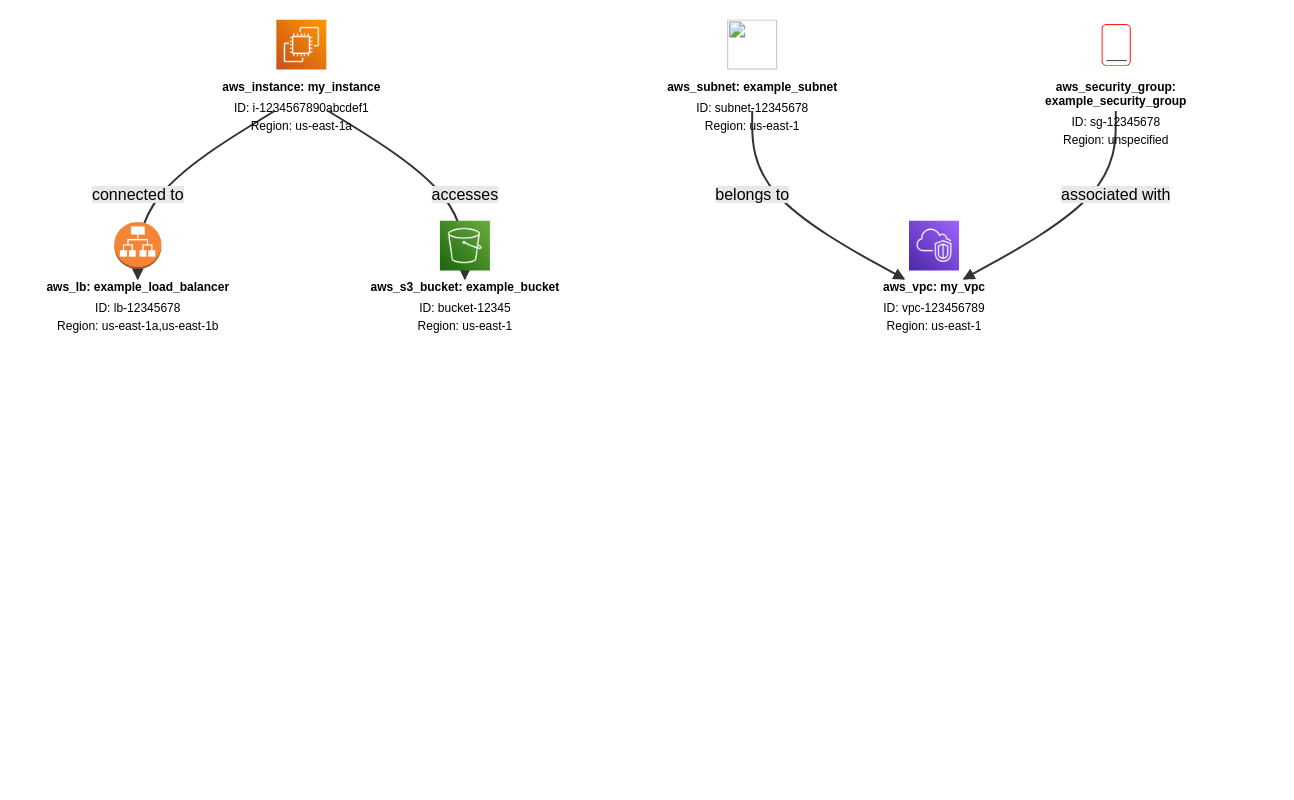 aws_instance: my_instance
ID: i-1234567890abcdef1
Region: us-east-1a
aws_subnet: example_subnet
ID: subnet-12345678
Region: us-east-1
aws_security_group:
example_security_group
ID: sg-12345678
Region: unspecified
connected to
accesses
belongs to
associated with
aws_lb: example_load_balancer
ID: lb-12345678
Region: us-east-1a,us-east-1b
aws_s3_bucket: example_bucket
ID: bucket-12345
Region: us-east-1
aws_vpc: my_vpc
ID: vpc-123456789
Region: us-east-1